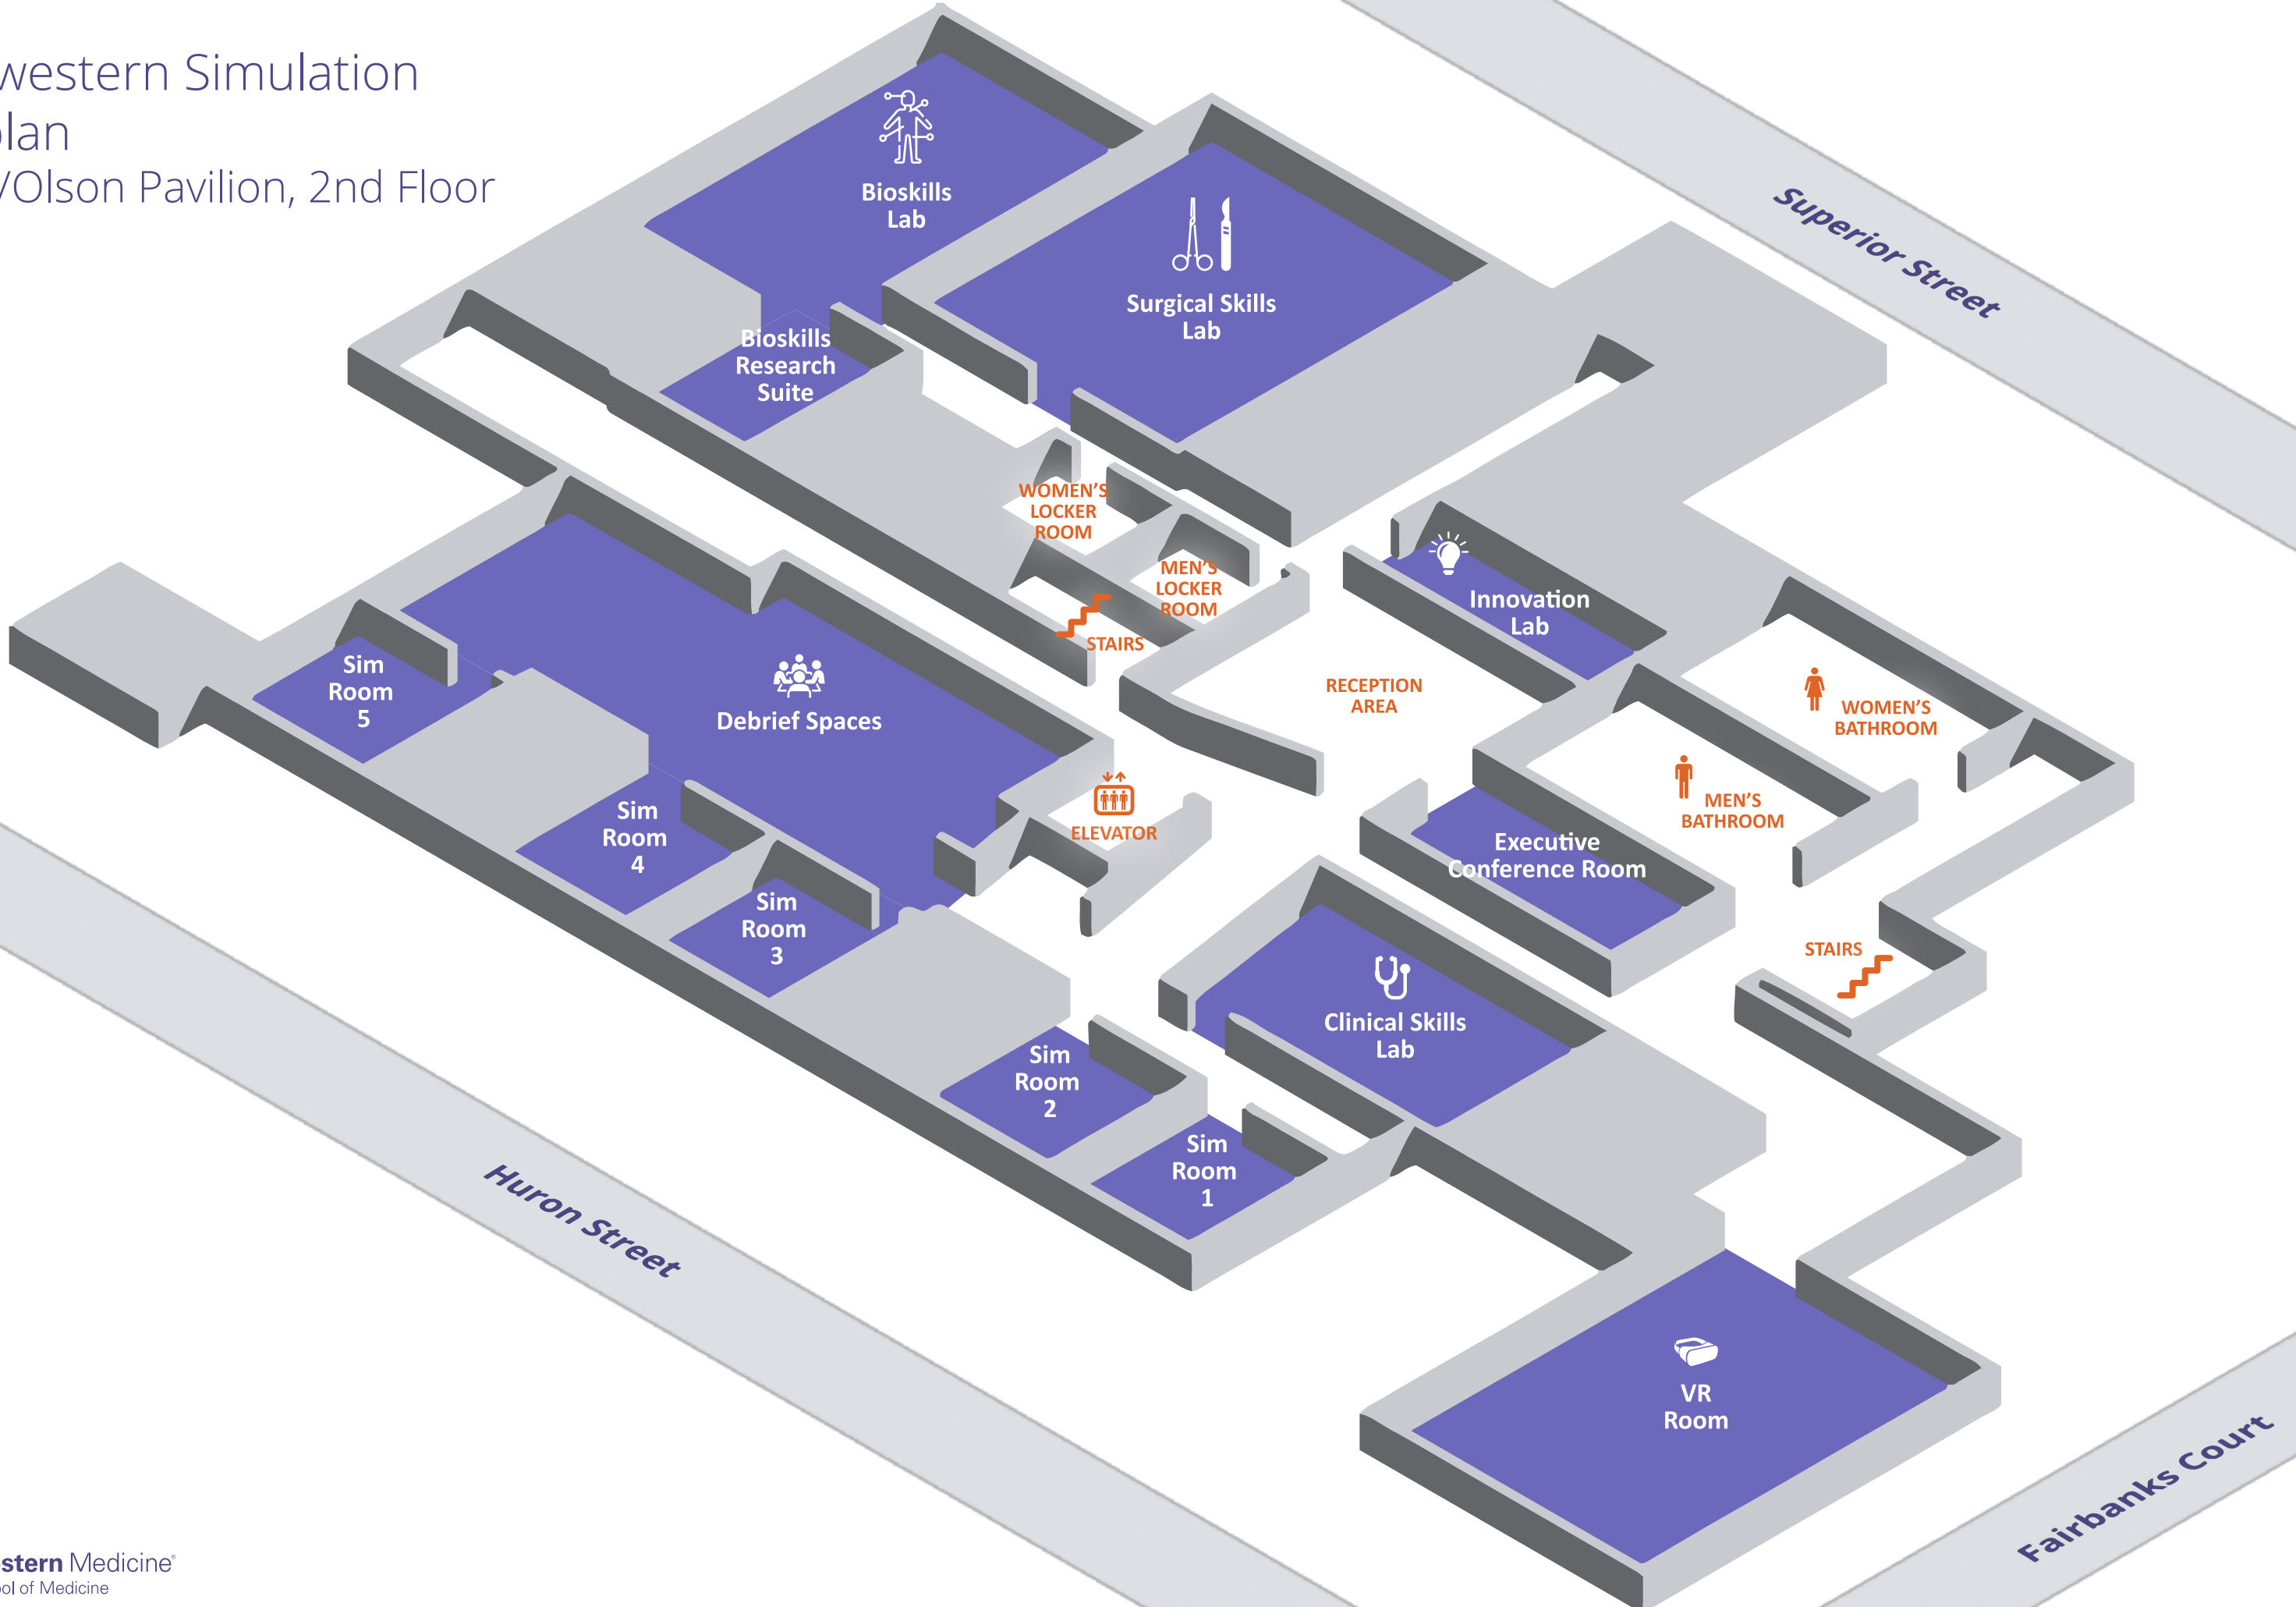 western Simulation
plan
/Olson Pavilion, 2nd Floor
Superior Street
Bioskills
Lab
Surgical Skills
Lab
Bioskills
Research
Suite
WOMEN'S
LOCKER
ROOM
MEN'S
LOCKER
ROOM
STAIRS
Innovation
Lab
RECEPTION
AREA
WOMEN'S
BATHROOM
MEN'S
BATHROOM
Sim
Room
5
Debrief Spaces
ELEVATOR
Sim
Room
4
Executive
Conference Room
Sim
Room
3
STAIRS
Clinical Skills
Lab
Sim
Room
2
Sim
Room
1
Huron Street
VR
Room
Fairbanks Court
stern Medicine®
ool of Medicine